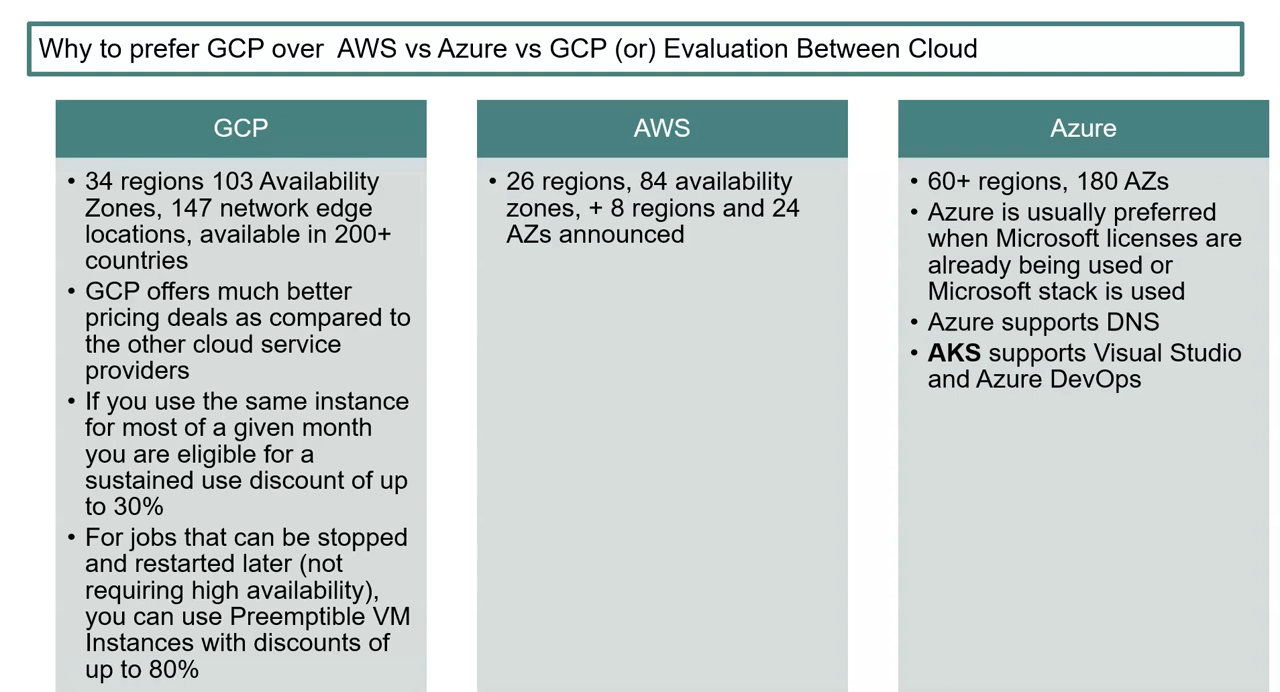 Why to prefer GCP over  AWS vs Azure vs GCP (or) Evaluation Between Cloud
GCP
• 34 regions 103 Availability
Zones, 147 network edge
locations, available in 200+
countries
• GCP offers much better
pricing deals as compared to
the other cloud service
providers
• If you use the same instance
for most of a given month
you are eligible for a
sustained use discount of up
to 30%
• For jobs that can be stopped
and restarted later (not
requiring high availability),
you can use Preemptible VM
Instances with discounts of
up to 80%
AWS
• 26 regions, 84 availability
zones, + 8 regions and 24
AZs announced
Azure
• 60+ regions, 180 AZs
• Azure is usually preferred
when Microsoft licenses are
already being used or
Microsoft stack is used
• Azure supports DNS
• AKS supports Visual Studio
and Azure DevOps